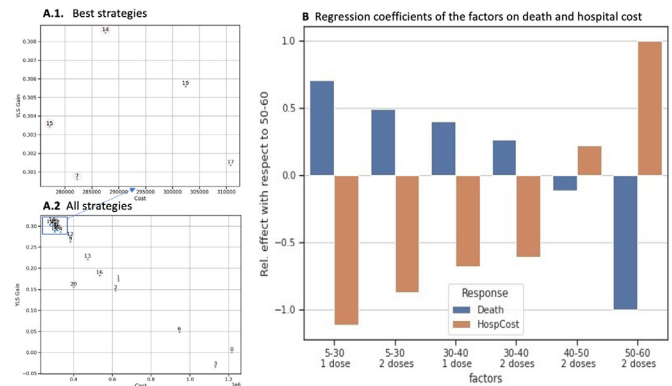 A.1. Best strategies
14
0.308
0.307
0.306
19
0.305
0.304
15
0.303
0.302
17
0.301
7
YLS Gain
280000 285000 290000 295000 300000 305000 310000
Cost
A.2 All strategies
0.30
12
0.25
13
0.20
16
1
20
2
0.15
0.10
6
0.05
0
0.00
3
−0.05
YLS Gain
0.4 0.6 0.8 1.0 1.2
1e6
Cost
B Regression coefficients of the factors on death and hospital cost
1.0
0.5
0.0
−0.5
−1.0
Rel. effect with respect to 50-60
Response
Death
HospCost
5-30 5-30 30-40 30-40 40-50 50-60
1 dose 2 doses 1 dose 2 doses 2 doses 2 doses
factors